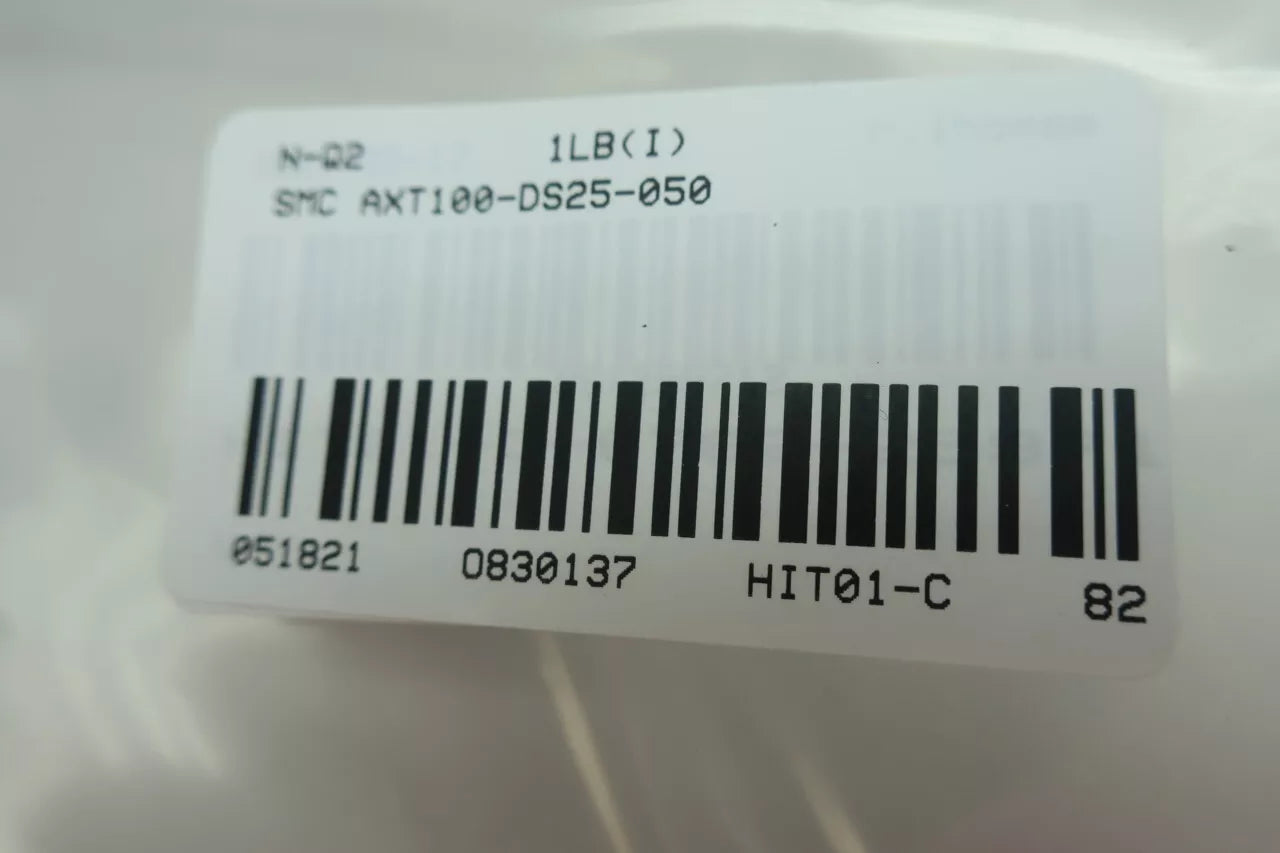 N-Q2 1LB(I)
SMC AXT100-DS25-050
051821 0830137 HIT01-C 82